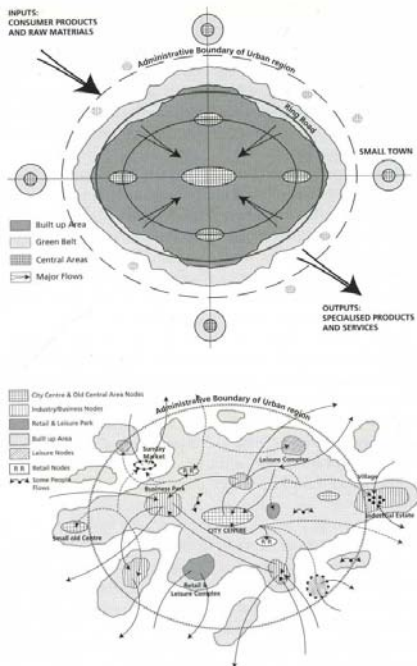 INPUTS:
CONSUMER PRODUCTS
AND RAW MATERIALS
Administrative Boundary of Urban region
Ring Road
SMALL TOWN
Built up Area
Green Belt
Central Areas
Major Flows
OUTPUTS:
SPECIALISED PRODUCTS
AND SERVICES
City Centre & Old Central Area Nodes
Industry/Business Nodes
Retail & Leisure Park
Built up Area
Leisure Nodes
R R Retail Nodes
Some People
Flows
Administrative Boundary of Urban region
Sunday
Market
R R
Leisure Complex
Business Park
Village
Industrial Estate
Small old Centre
CITY CENTRE
R R
Retail &
Leisure Complex